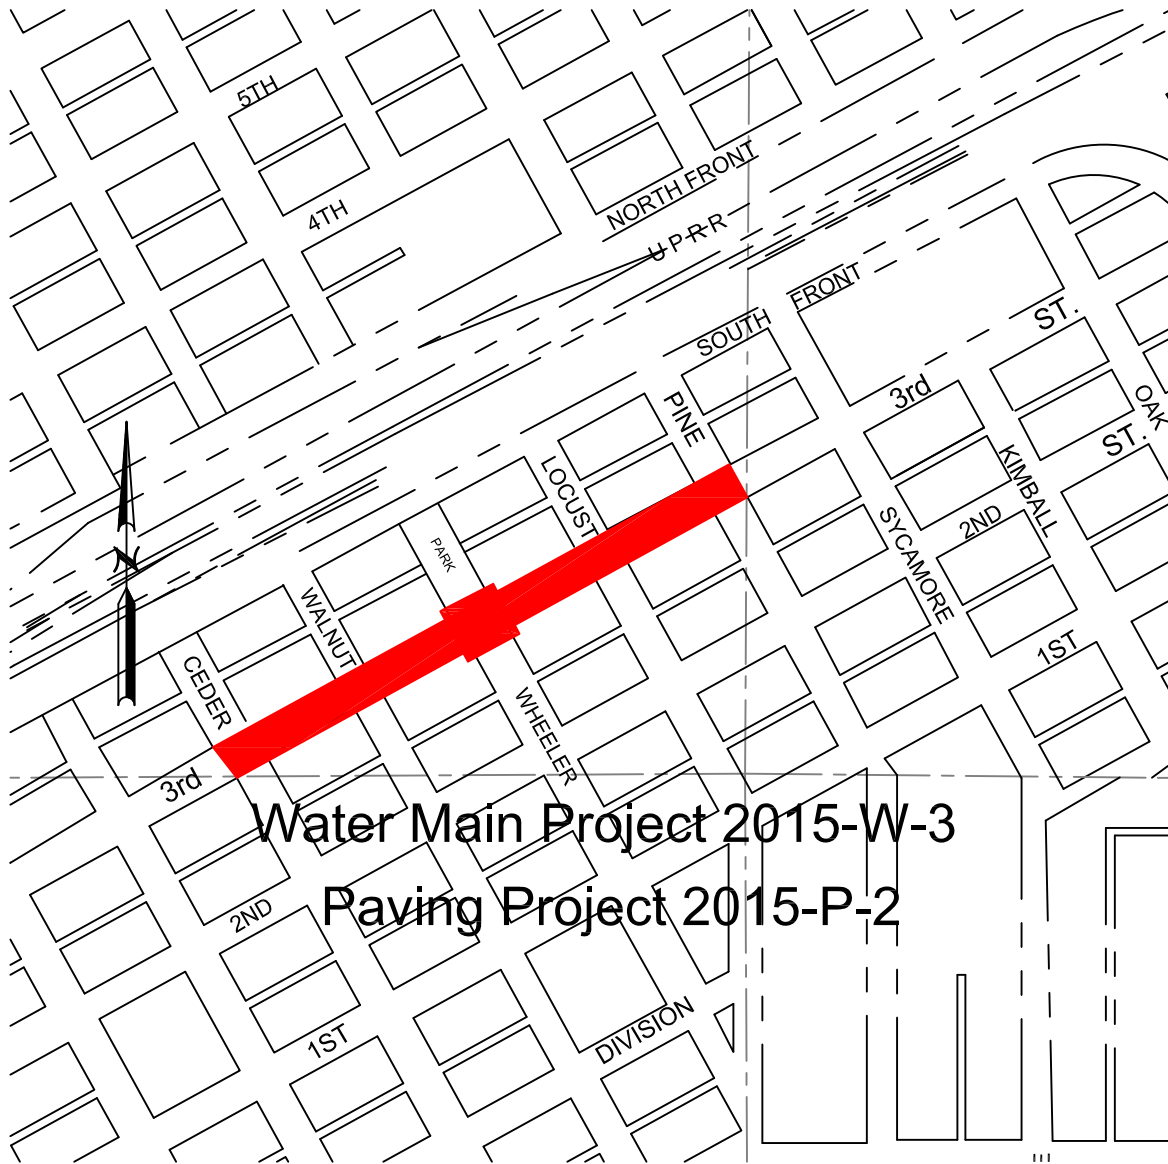 5TH
4TH
NORTH FRONT
U P R R
SOUTH FRONT
ST.
3rd
OAK
ST.
PINE
KIMBALL
LOCUST
2ND
SYCAMORE
PARK
N
WALNUT
1ST
CEDER
WHEELER
3rd
Water Main Project 2015-W-3
Paving Project 2015-P-2
2ND
DIVISION
1ST